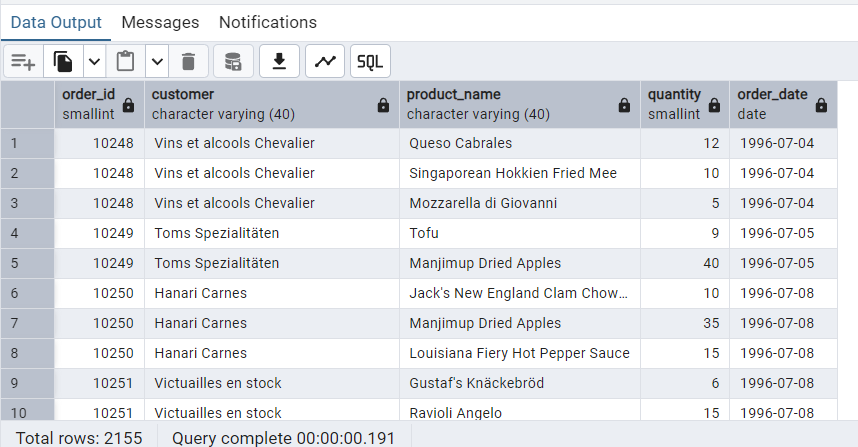 Data Output Messages Notifications
SQL
order_id customer product_name quantity order_date
smallint character varying (40) character varying (40) smallint date
1 10248 Vins et alcools Chevalier Queso Cabrales 12 1996-07-04
2 10248 Vins et alcools Chevalier Singaporean Hokkien Fried Mee 10 1996-07-04
3 10248 Vins et alcools Chevalier Mozzarella di Giovanni 5 1996-07-04
4 10249 Toms Spezialitäten Tofu 9 1996-07-05
5 10249 Toms Spezialitäten Manjimup Dried Apples 40 1996-07-05
6 10250 Hanari Carnes Jack's New England Clam Chow… 10 1996-07-08
7 10250 Hanari Carnes Manjimup Dried Apples 35 1996-07-08
8 10250 Hanari Carnes Louisiana Fiery Hot Pepper Sauce 15 1996-07-08
9 10251 Victuailles en stock Gustaf's Knäckebröd 6 1996-07-08
10 10251 Victuailles en stock Ravioli Angelo 15 1996-07-08
Total rows: 2155 Query complete 00:00:00.191